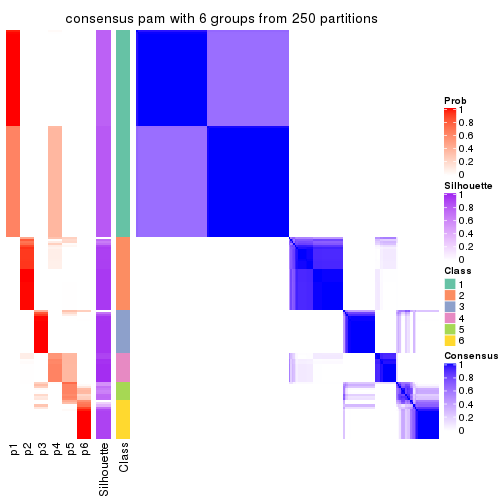 consensus pam with 6 groups from 250 partitions
Prob
1
0.8
0.6
0.4
0.2
0
Silhouette
1
0.8
0.6
0.4
0.2
0
Class
1
2
3
4
5
6
Consensus
1
0.8
0.6
0.4
0.2
0
p1
p2
p3
p4
p5
p6
Silhouette
Class